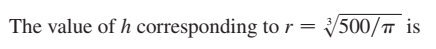 The value of h corresponding to r = ∛500/π is